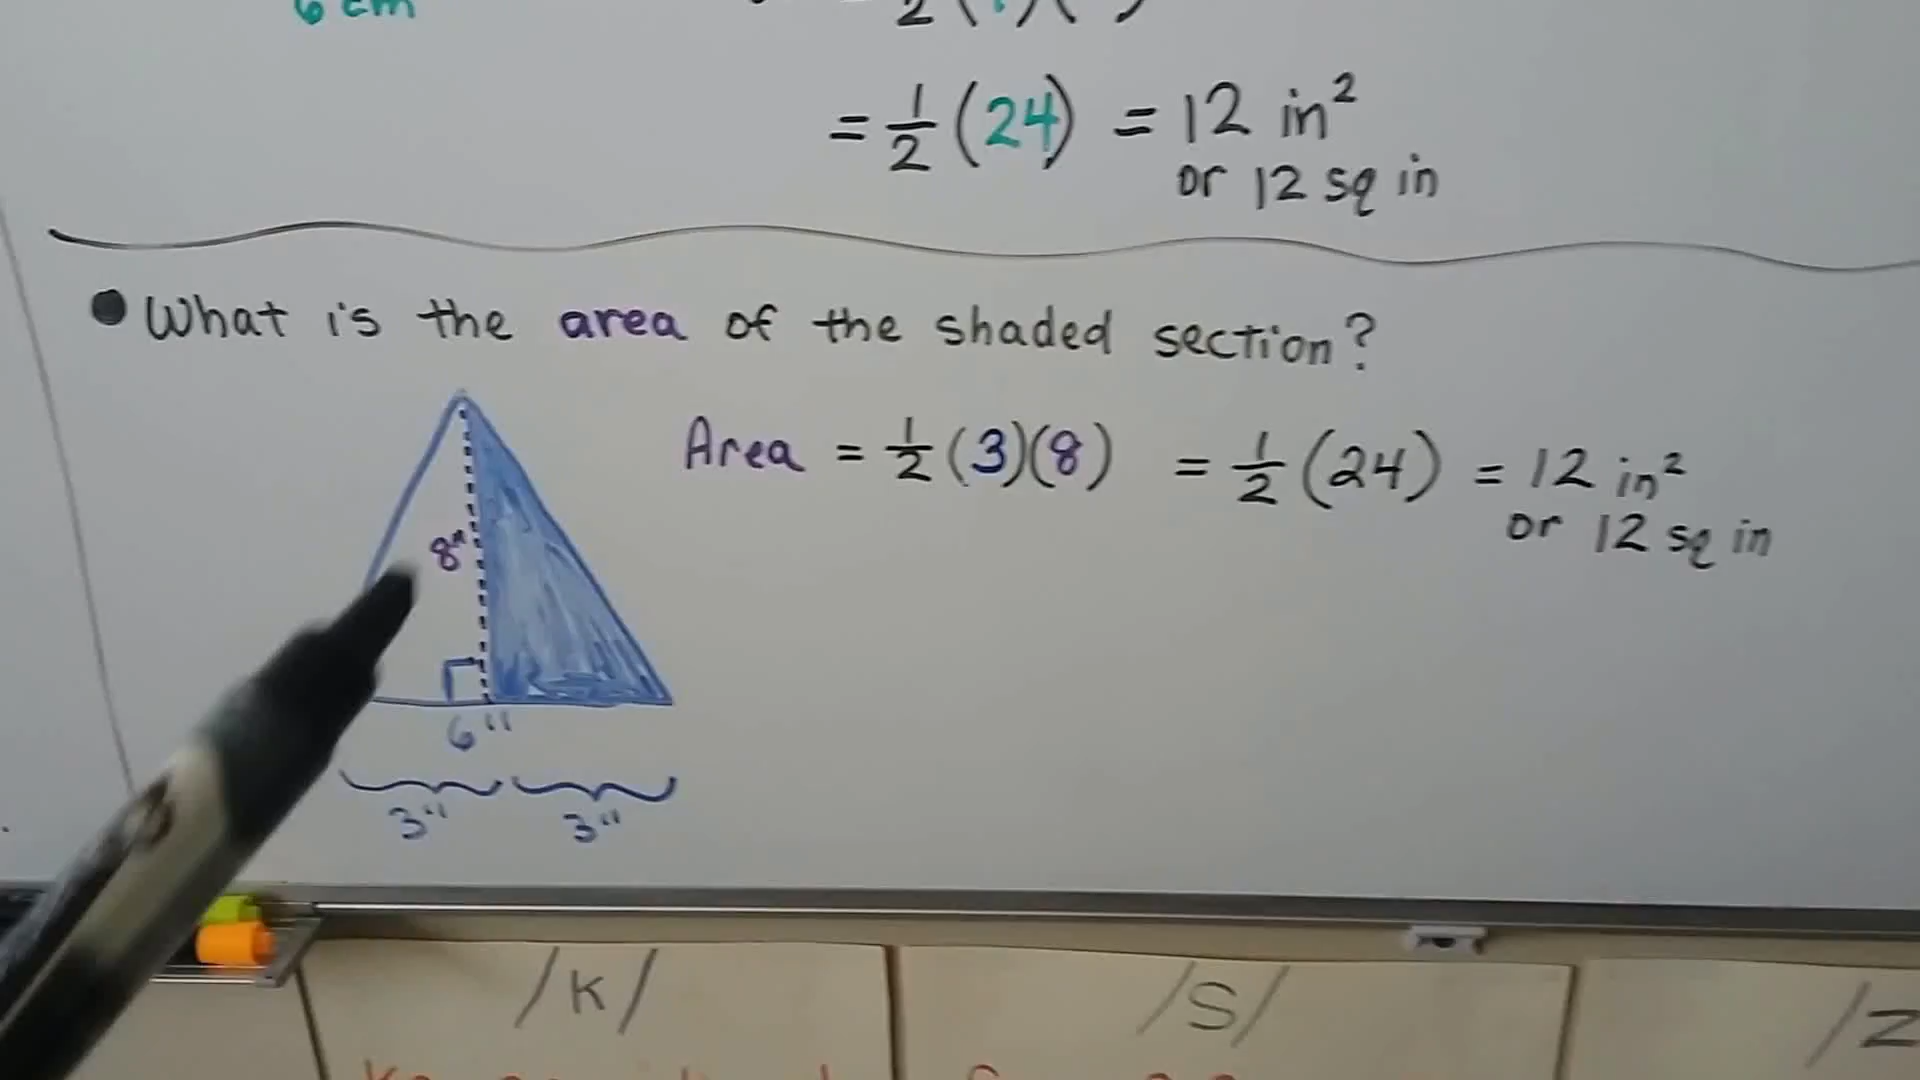 6 cm
= 1/2 (24) = 12 in²
or 12 sq in
What is the area of the shaded section?
Area = 1/2 (3)(8) = 1/2 (24) = 12 in²
or 12 sq in
8"
6"
3" 3"
/K/ /S/ /Z